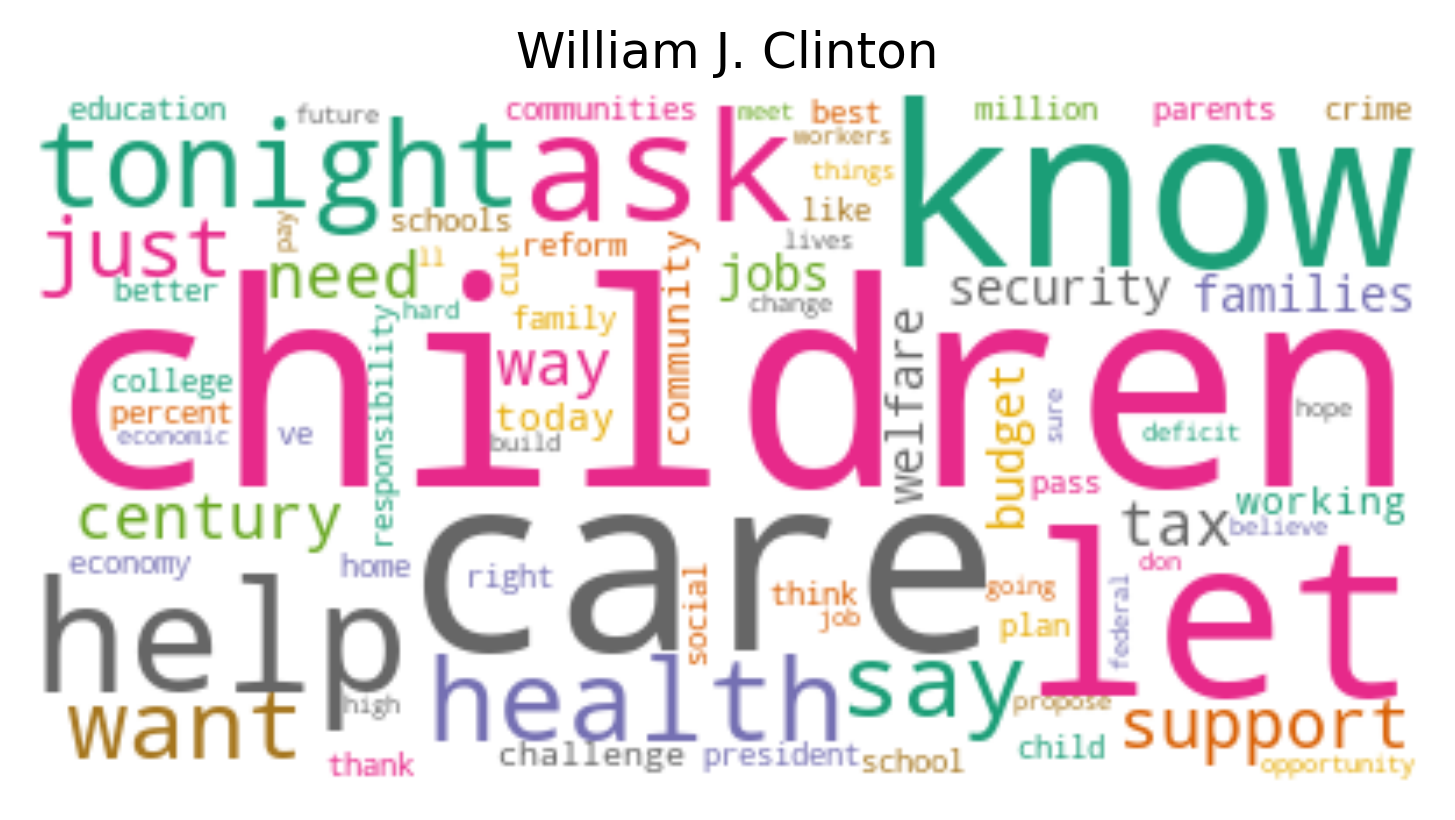 William J. Clinton
education
future
communities
meet
best
million
parents
crime
tonight
ask
workers
know
things
like
just
pay
schools
reform
lives
need
ll
cut
community
jobs
security
families
better
hard
change
children
family
responsibility
way
welfare
college
percent
economic
ve
today
build
budget
sure
deficit
hope
century
pass
working
tax
believe
economy
home
right
care
social
think
job
going
plan
don
federal
let
help
want
high
health
say
propose
support
thank
challenge
president
school
child
opportunity